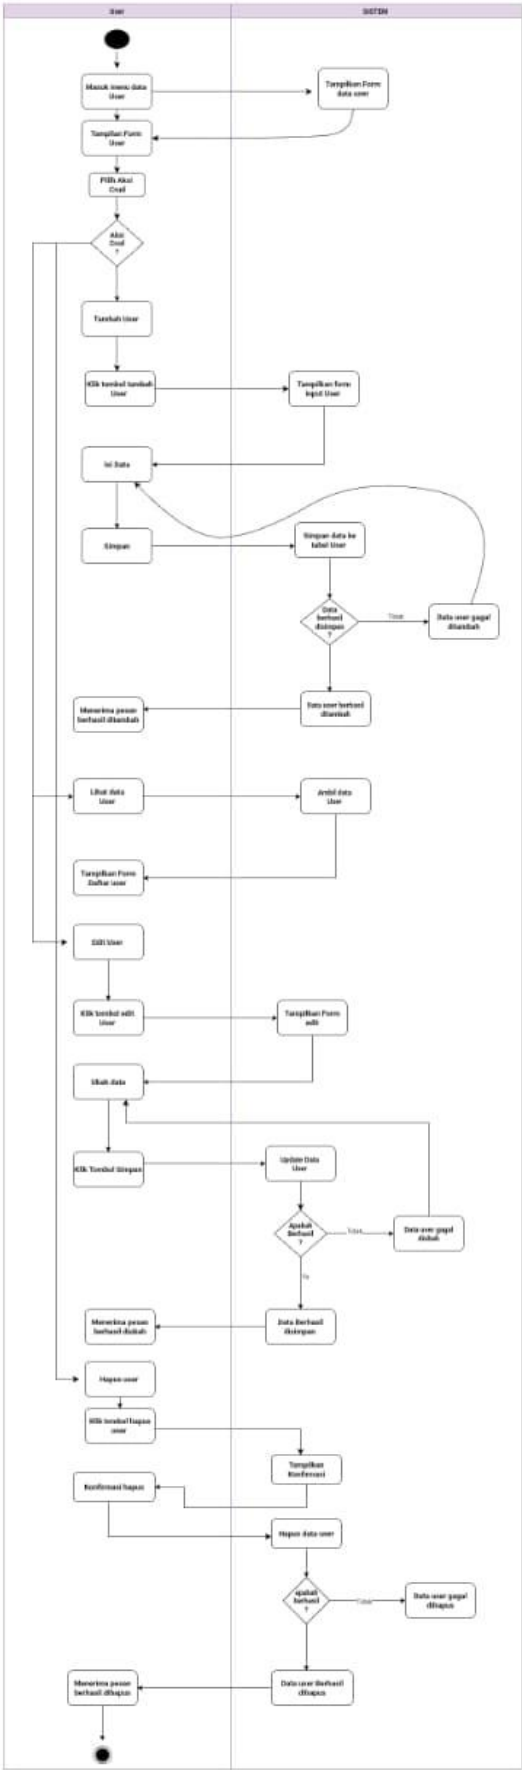 User
SISTEM
Masuk menu data
User
Tampilkan Form
data user
Tampilan Form
User
Pilih Aksi
Crud
Aksi
Crud
?
Tambah User
Klik tombol tambah
User
Tampilkan form
input User
Isi Data
Simpan
Simpan data ke
tabel User
Data
berhasil
disimpan
?
Tidak
Data user gagal
ditambah
Data user berhasil
ditambah
Menerima pesan
berhasil ditambah
Lihat data
User
Ambil data
User
Tampilkan Form
Daftar user
Edit User
Klik tombol edit
User
Tampilkan Form
edit
Ubah data
Klik Tombol Simpan
Update Data
User
Apakah
Berhasil
?
Tidak
Data user gagal
diubah
Ya
Data Berhasil
disimpan
Menerima pesan
berhasil diubah
Hapus user
Klik tombol hapus
user
Tampilkan
Konfirmasi
Konfirmasi hapus
Hapus data user
apakah
berhasil
?
Tidak
Data user gagal
dihapus
Data user Berhasil
dihapus
Menerima pesan
berhasil dihapus